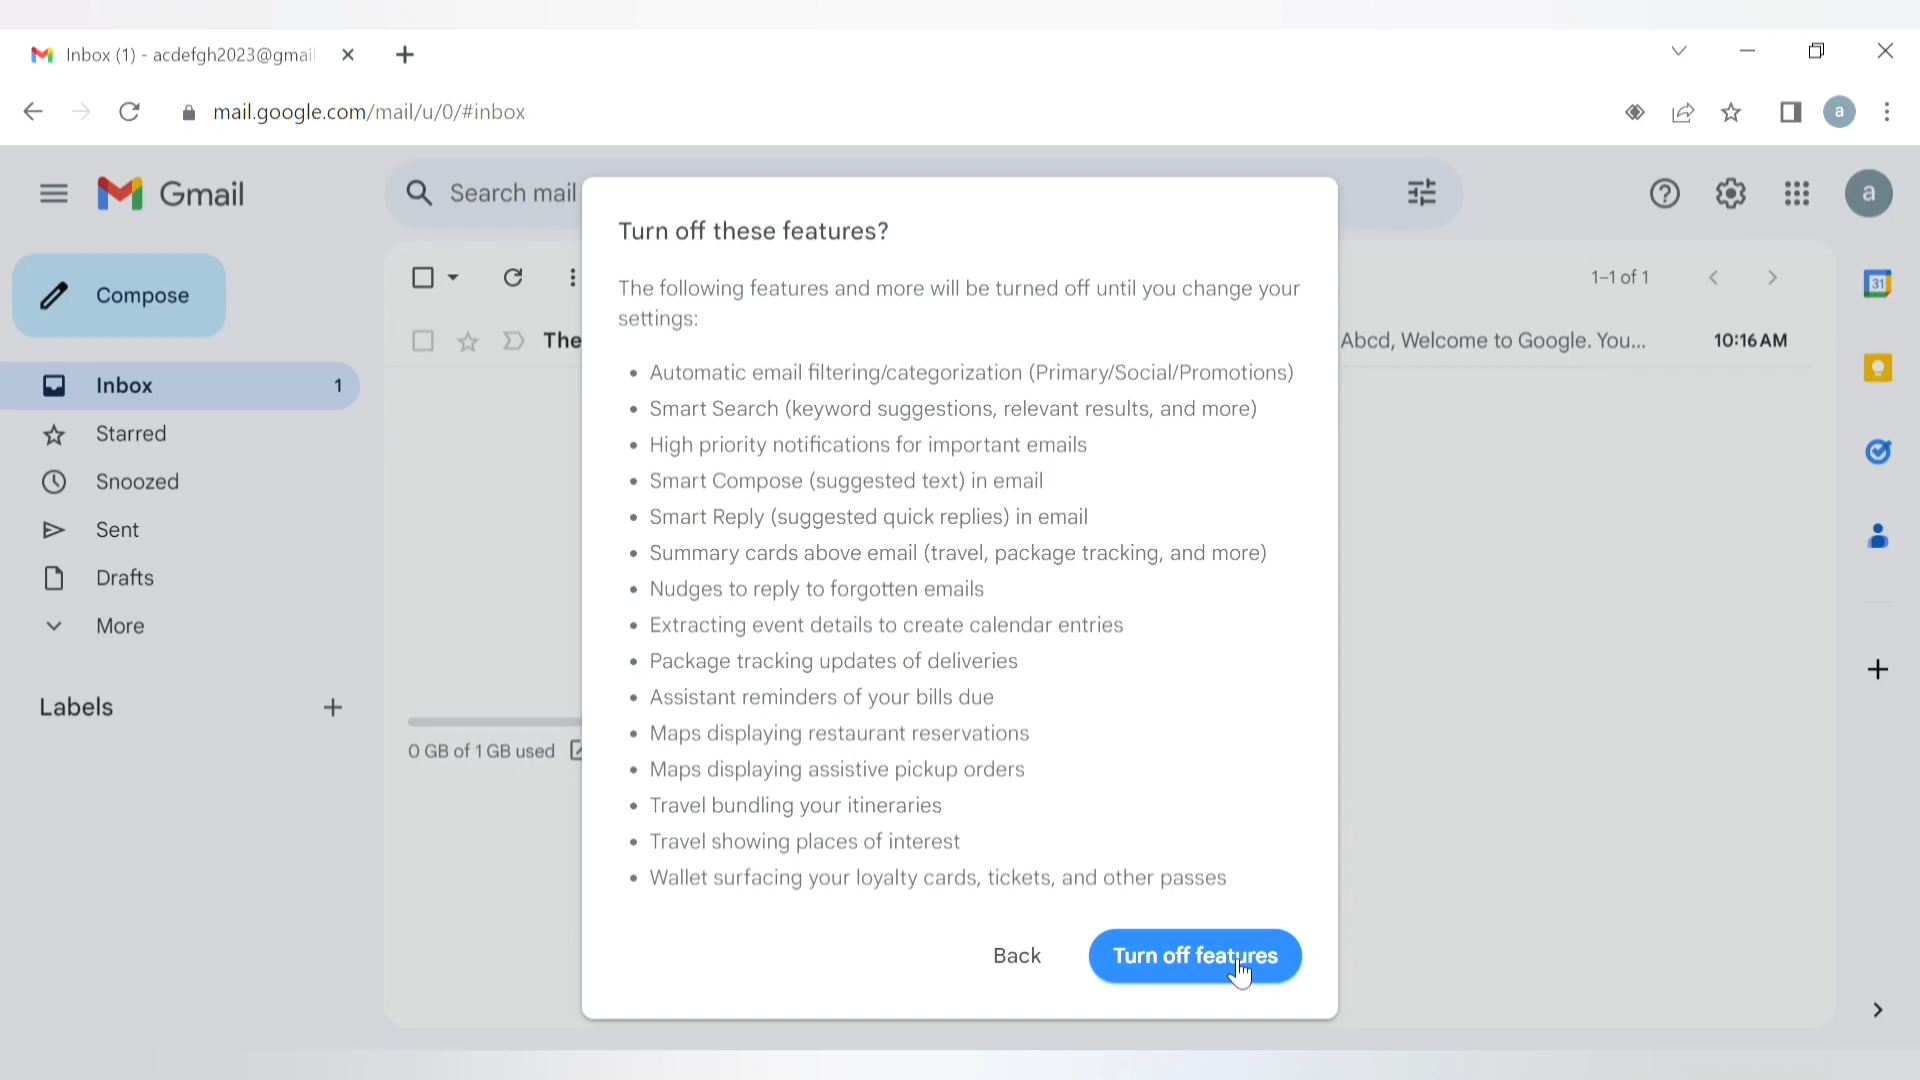 Inbox (1) - acdefgh2023@gmai
mail.google.com/mail/u/0/#inbox
a
Gmail
Search mail
a
Compose
1–1 of 1
31
The
Abcd, Welcome to Google. You...
10:16 AM
Inbox
1
Starred
Snoozed
Sent
Drafts
More
Labels
0 GB of 1 GB used
Turn off these features?
The following features and more will be turned off until you change your
settings:
• Automatic email filtering/categorization (Primary/Social/Promotions)
• Smart Search (keyword suggestions, relevant results, and more)
• High priority notifications for important emails
• Smart Compose (suggested text) in email
• Smart Reply (suggested quick replies) in email
• Summary cards above email (travel, package tracking, and more)
• Nudges to reply to forgotten emails
• Extracting event details to create calendar entries
• Package tracking updates of deliveries
• Assistant reminders of your bills due
• Maps displaying restaurant reservations
• Maps displaying assistive pickup orders
• Travel bundling your itineraries
• Travel showing places of interest
• Wallet surfacing your loyalty cards, tickets, and other passes
Back
Turn off features